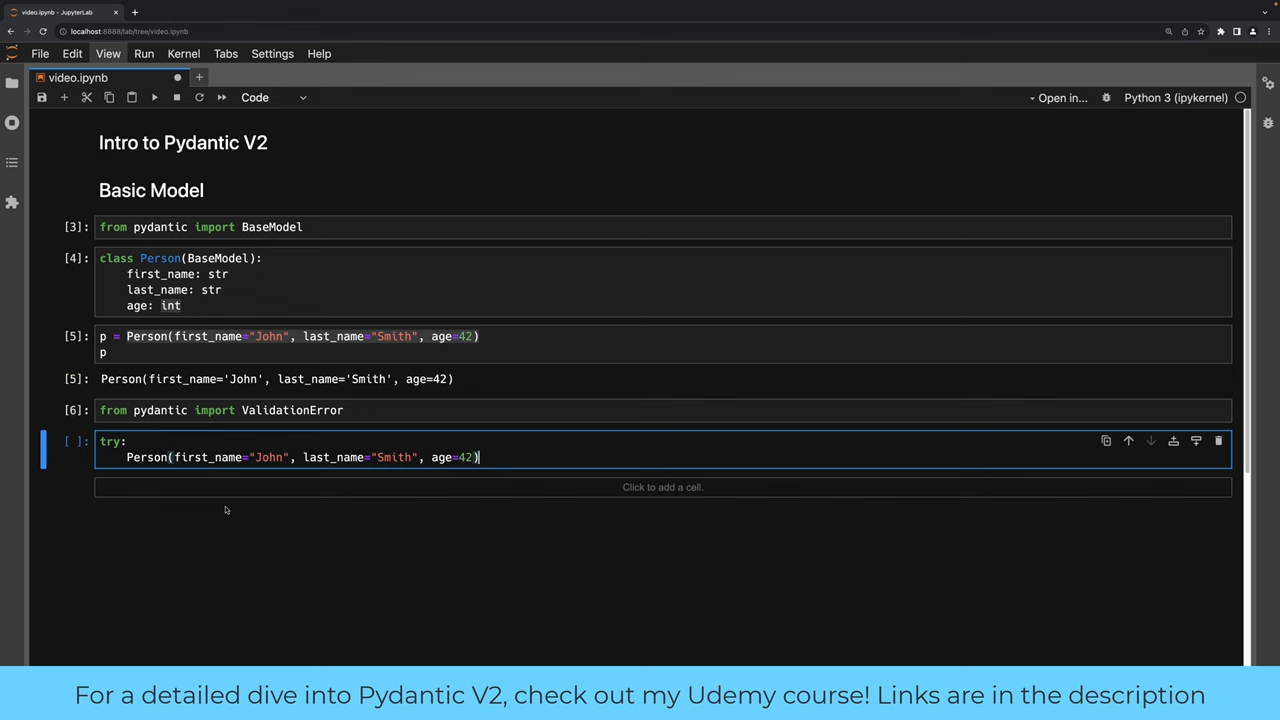 video.ipynb - JupyterLab
localhost:8888/lab/tree/video.ipynb
File Edit View Run Kernel Tabs Settings Help
video.ipynb
Code
Open in...
Python 3 (ipykernel)
Intro to Pydantic V2
Basic Model
[3]: from pydantic import BaseModel
[4]: class Person(BaseModel):
first_name: str
last_name: str
age: int
[5]: p = Person(first_name="John", last_name="Smith", age=42)
p
[5]: Person(first_name='John', last_name='Smith', age=42)
[6]: from pydantic import ValidationError
[ ]: try:
Person(first_name="John", last_name="Smith", age=42)
Click to add a cell.
For a detailed dive into Pydantic V2, check out my Udemy course! Links are in the description